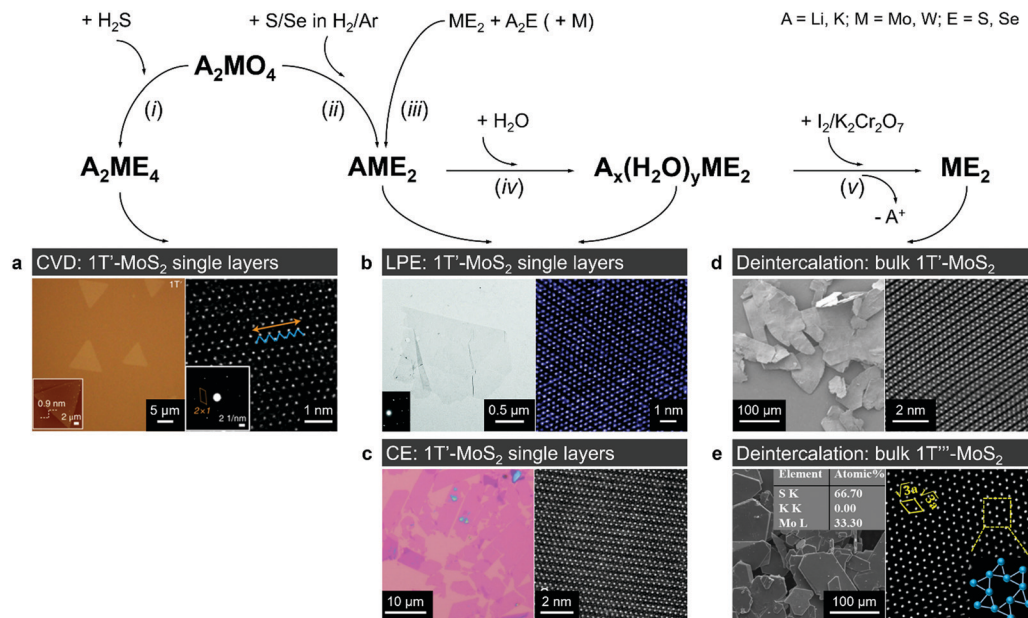 + H₂S
+ S/Se in H₂/Ar
ME₂ + A₂E ( + M)
A = Li, K; M = Mo, W; E = S, Se
A₂MO₄
(i)
(ii)
(iii)
+ H₂O
+ I₂/K₂Cr₂O₇
A₂ME₄
AME₂
(iv)
Aₓ(H₂O)ᵧME₂
(v)
ME₂
- A⁺
a CVD: 1T'-MoS₂ single layers
1T'
0.9 nm
2 μm
5 μm
2×1
2 1/nm
1 nm
b LPE: 1T'-MoS₂ single layers
0.5 μm
1 nm
c CE: 1T'-MoS₂ single layers
10 μm
2 nm
d Deintercalation: bulk 1T'-MoS₂
100 μm
2 nm
e Deintercalation: bulk 1T'''-MoS₂
Element Atomic%
S K 66.70
K K 0.00
Mo L 33.30
100 μm
√3a √3a